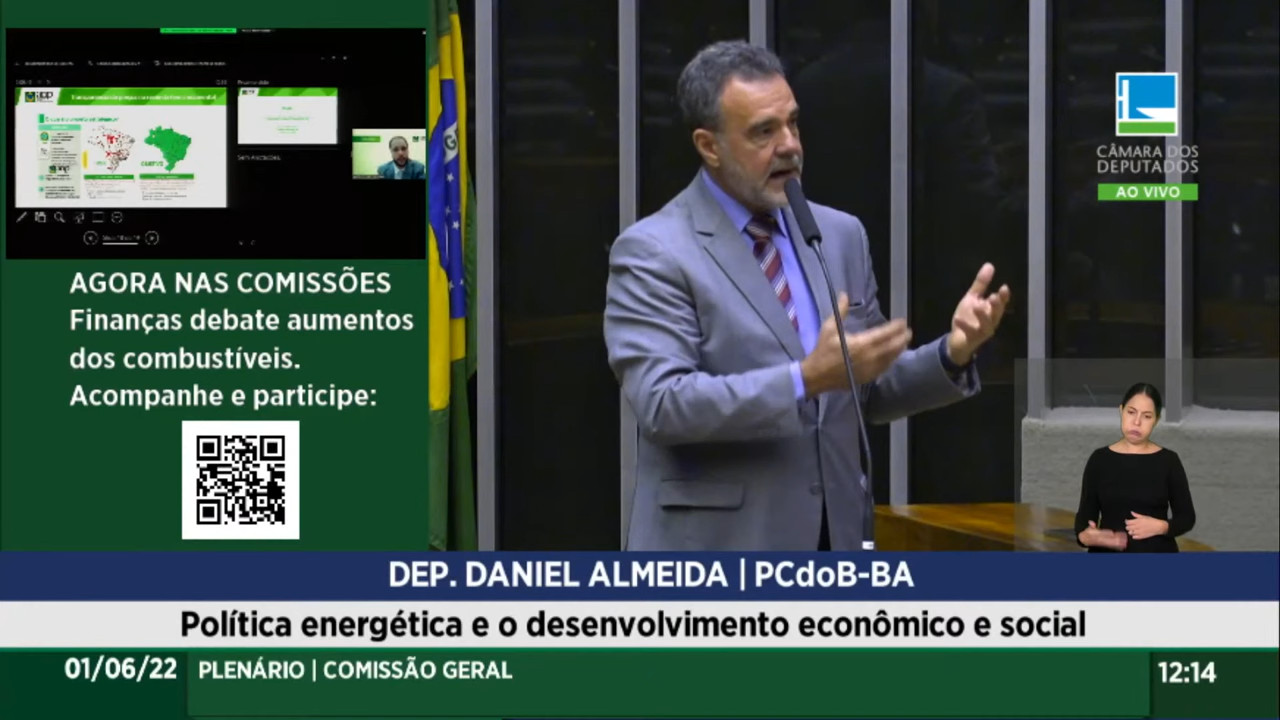 AGORA NAS COMISSÕES
Finanças debate aumentos
dos combustíveis.
Acompanhe e participe:
CÂMARA DOS
DEPUTADOS
AO VIVO
DEP. DANIEL ALMEIDA | PCdoB-BA
Política energética e o desenvolvimento econômico e social
01/06/22 PLENÁRIO | COMISSÃO GERAL 12:14